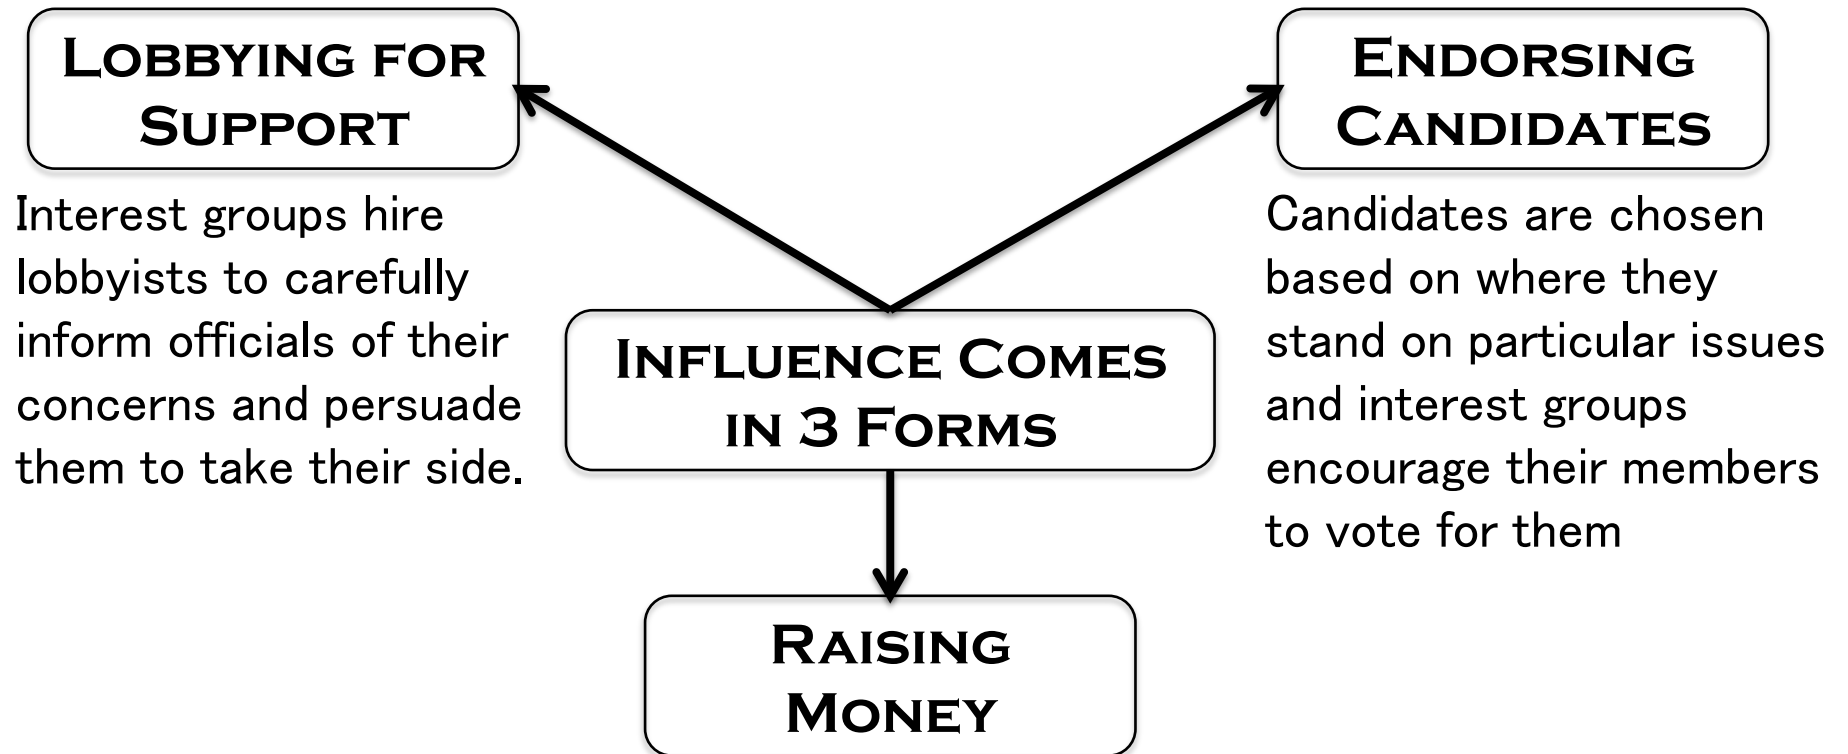 LOBBYING FOR
SUPPORT
Interest groups hire
lobbyists to carefully
inform officials of their
concerns and persuade
them to take their side.
ENDORSING
CANDIDATES
Candidates are chosen
based on where they
stand on particular issues
and interest groups
encourage their members
to vote for them
INFLUENCE COMES
IN 3 FORMS
RAISING
MONEY